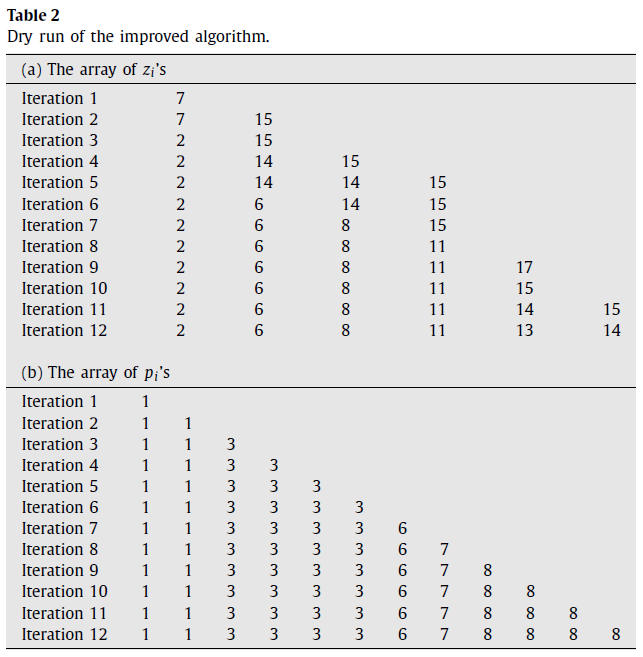 Table 2
Dry run of the improved algorithm.
(a) The array of zi's
Iteration 1 7
Iteration 2 7 15
Iteration 3 2 15
Iteration 4 2 14 15
Iteration 5 2 14 14 15
Iteration 6 2 6 14 15
Iteration 7 2 6 8 15
Iteration 8 2 6 8 11
Iteration 9 2 6 8 11 17
Iteration 10 2 6 8 11 15
Iteration 11 2 6 8 11 14 15
Iteration 12 2 6 8 11 13 14
(b) The array of pi's
Iteration 1 1
Iteration 2 1 1
Iteration 3 1 1 3
Iteration 4 1 1 3 3
Iteration 5 1 1 3 3 3
Iteration 6 1 1 3 3 3 3
Iteration 7 1 1 3 3 3 3 6
Iteration 8 1 1 3 3 3 3 6 7
Iteration 9 1 1 3 3 3 3 6 7 8
Iteration 10 1 1 3 3 3 3 6 7 8 8
Iteration 11 1 1 3 3 3 3 6 7 8 8 8
Iteration 12 1 1 3 3 3 3 6 7 8 8 8 8